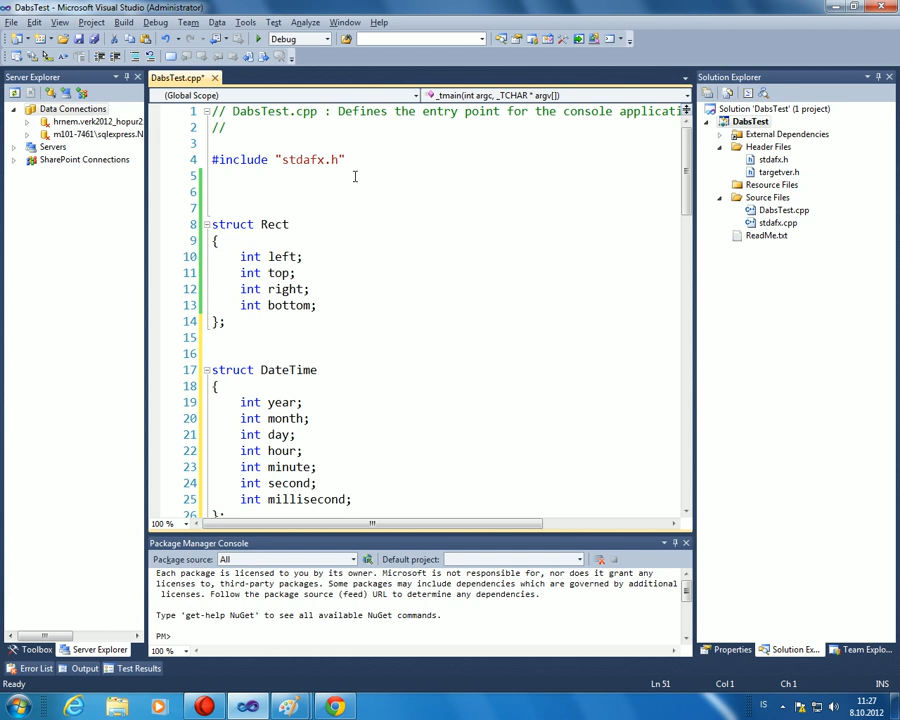 DabsTest - Microsoft Visual Studio (Administrator)
File Edit View Project Build Debug Team Data Tools Test Analyze Window Help
Debug
Server Explorer
Data Connections
hrnem.verk2012_hopur2
m101-7461\sqlexpress.N
Servers
SharePoint Connections
DabsTest.cpp*
(Global Scope)
_tmain(int argc, _TCHAR * argv[])
1 // DabsTest.cpp : Defines the entry point for the console applicati
2 //
3
4 #include "stdafx.h"
5
6
7
8 struct Rect
9 {
10 int left;
11 int top;
12 int right;
13 int bottom;
14 };
15
16
17 struct DateTime
18 {
19 int year;
20 int month;
21 int day;
22 int hour;
23 int minute;
24 int second;
25 int millisecond;
26 };
100 %
Package Manager Console
Package source: All Default project:
Each package is licensed to you by its owner. Microsoft is not responsible for, nor does it grant any
licenses to, third-party packages. Some packages may include dependencies which are governed by additional
licenses. Follow the package source (feed) URL to determine any dependencies.
Type 'get-help NuGet' to see all available NuGet commands.
PM>
100 %
Solution Explorer
Solution 'DabsTest' (1 project)
DabsTest
External Dependencies
Header Files
stdafx.h
targetver.h
Resource Files
Source Files
DabsTest.cpp
stdafx.cpp
ReadMe.txt
Toolbox Server Explorer
Properties Solution Ex... Team Explo...
Error List Output Test Results
Ready Ln 51 Col 1 Ch 1 INS
IS
11:27
8.10.2012